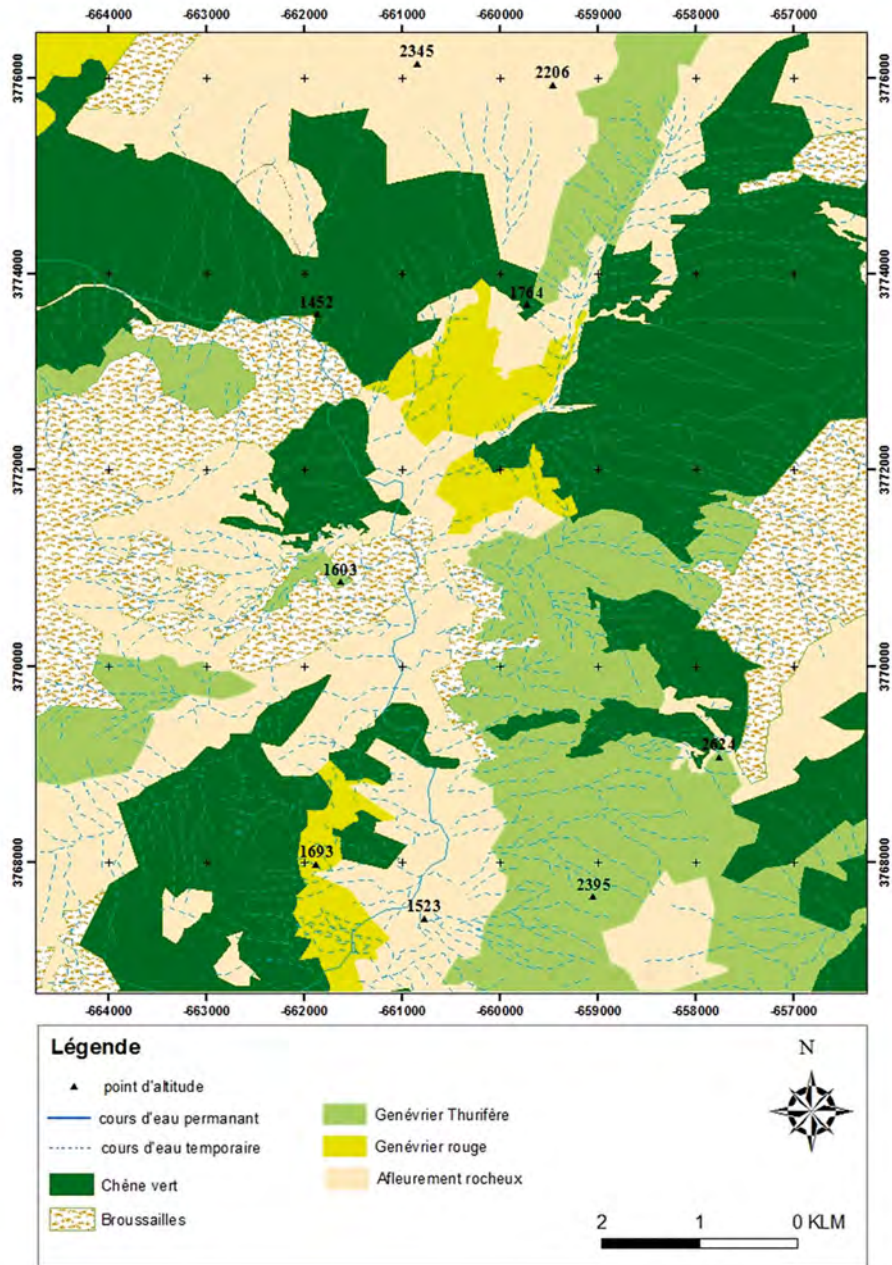 -664000 -663000 -662000 -661000 -660000 -659000 -658000 -657000
3776000
3776000
2345
2206
3774000
3774000
1452
1764
3772000
3772000
1603
3770000
3770000
2624
3768000
3768000
1693
2395
1523
-664000 -663000 -662000 -661000 -660000 -659000 -658000 -657000
Légende
point d'altitude
cours d'eau permanant
cours d'eau temporaire
Chêne vert
Broussailles
Genévrier Thurifère
Genévrier rouge
Afleurement rocheux
N
2 1 0 KLM